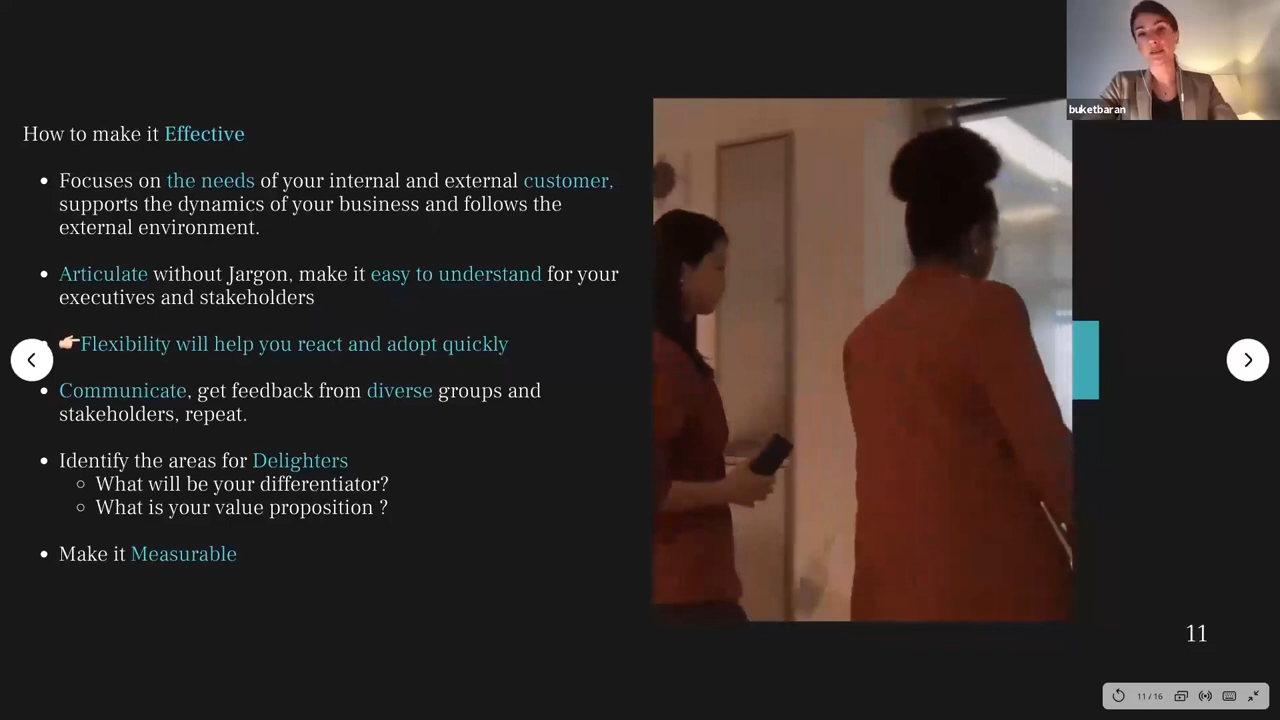 buketbaran
How to make it Effective
Focuses on the needs of your internal and external customer,
supports the dynamics of your business and follows the
external environment.
Articulate without Jargon, make it easy to understand for your
executives and stakeholders
👉🏻Flexibility will help you react and adopt quickly
Communicate, get feedback from diverse groups and
stakeholders, repeat.
Identify the areas for Delighters
What will be your differentiator?
What is your value proposition ?
Make it Measurable
11
11 / 16